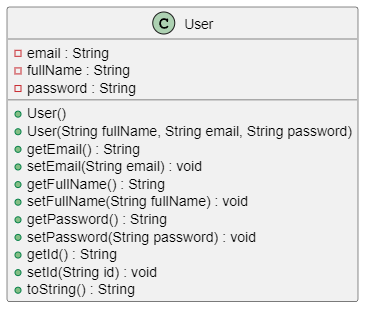 C User
email : String
fullName : String
password : String
User()
User(String fullName, String email, String password)
getEmail() : String
setEmail(String email) : void
getFullName() : String
setFullName(String fullName) : void
getPassword() : String
setPassword(String password) : void
getId() : String
setId(String id) : void
toString() : String